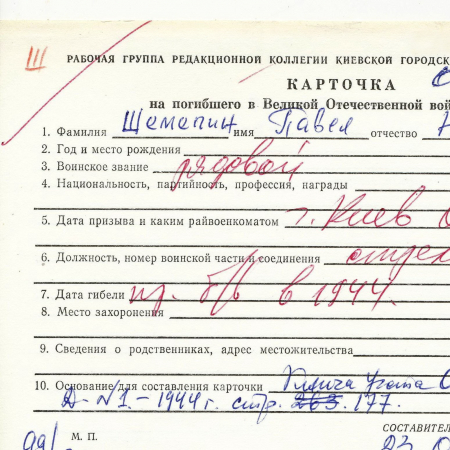 III РАБОЧАЯ ГРУППА РЕДАКЦИОННОЙ КОЛЛЕГИИ КИЕВСКОЙ ГОРОДСК
КАРТОЧКА
на погибшего в Великой Отечественной вой
1. Фамилия имя Павел отчество
2. Год и место рождения
3. Воинское звание рядовой
4. Национальность, партийность, профессия, награды
5. Дата призыва и каким райвоенкоматом г. Киев
6. Должность, номер воинской части и соединения
7. Дата гибели пр. б/в в 1944.
8. Место захоронения
9. Сведения о родственниках, адрес местожительства
10. Основание для составления карточки
Д-№1.-1944 г. стр. 263. 177.
М. П.
СОСТАВИТЕЛ